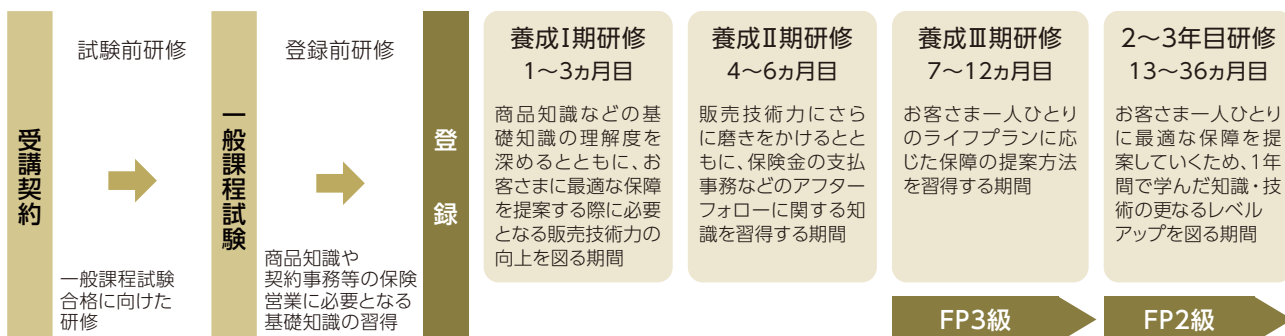 受講契約
試験前研修
一般課程試験
合格に向けた
研修
一般課程試験
登録前研修
商品知識や
契約事務等の保険
営業に必要となる
基礎知識の習得
登録
養成Ⅰ期研修
1〜3ヵ月目
商品知識などの基
礎知識の理解度を
深めるとともに、お
客さまに最適な保障
を提案する際に必要
となる販売技術力の
向上を図る期間
養成Ⅱ期研修
4〜6ヵ月目
販売技術力にさら
に磨きをかけるとと
もに、保険金の支払
事務などのアフター
フォローに関する知
識を習得する期間
養成Ⅲ期研修
7〜12ヵ月目
お客さま一人ひとり
のライフプランに応
じた保障の提案方法
を習得する期間
2〜3年目研修
13〜36ヵ月目
お客さま一人ひとり
に最適な保障を提
案していくため、1年
間で学んだ知識・技
術の更なるレベル
アップを図る期間
FP3級
FP2級